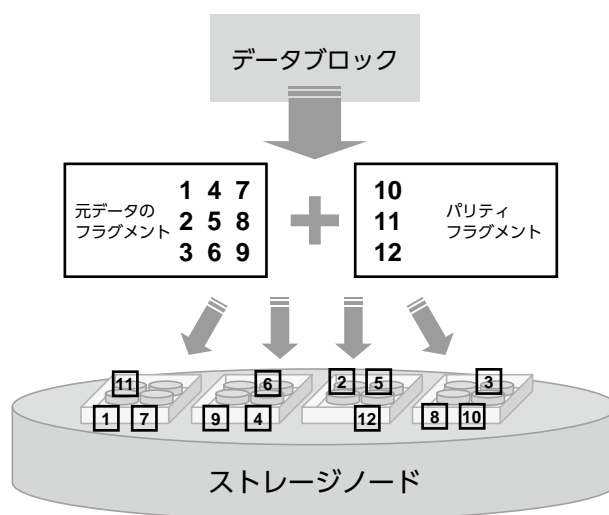 データブロック
元データの
フラグメント
1 4 7
2 5 8
3 6 9
10
11
12
パリティ
フラグメント
11 6 2 5 3
1 7 9 4 12 8 10
ストレージノード